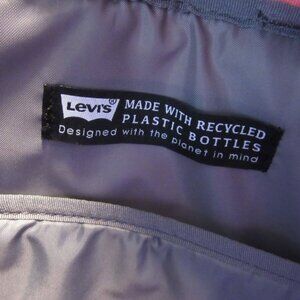 Levi's®
MADE WITH RECYCLED
PLASTIC BOTTLES
Designed with the planet in mind